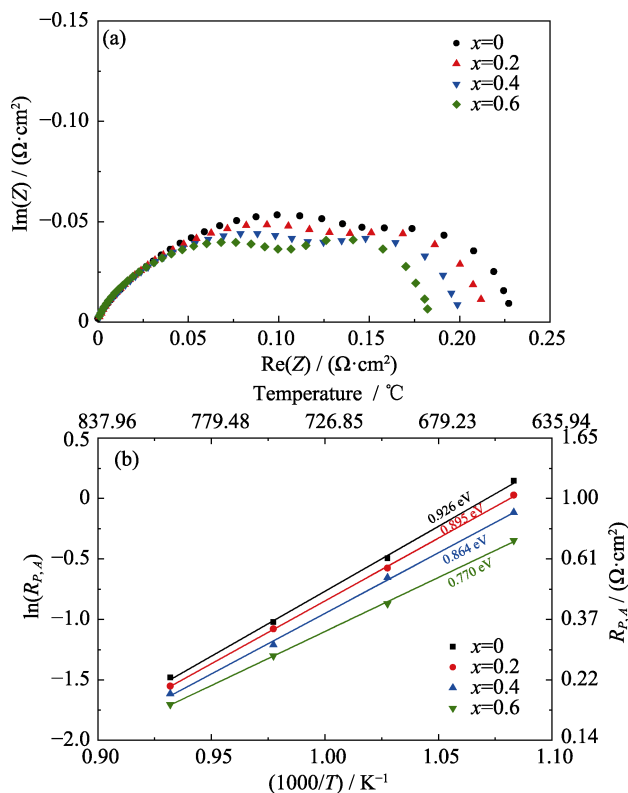 (a)
x=0
x=0.2
x=0.4
x=0.6
−0.15
−0.10
−0.05
0
Im(Z) / (Ω·cm²)
0 0.05 0.10 0.15 0.20 0.25
Re(Z) / (Ω·cm²)
Temperature / ℃
837.96 779.48 726.85 679.23 635.94
(b)
0.5
0
−0.5
−1.0
−1.5
−2.0
ln(R_{P,A})
0.926 eV
0.895 eV
0.864 eV
0.770 eV
x=0
x=0.2
x=0.4
x=0.6
1.65
1.00
0.61
0.37
0.22
0.14
R_{P,A} / (Ω·cm²)
0.90 0.95 1.00 1.05 1.10
(1000/T) / K⁻¹